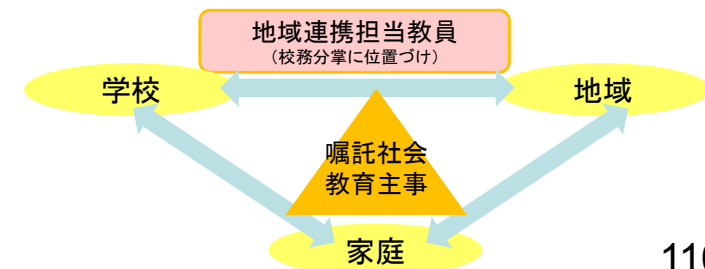 地域連携担当教員
（校務分掌に位置づけ）
学校
地域
嘱託社会
教育主事
家庭